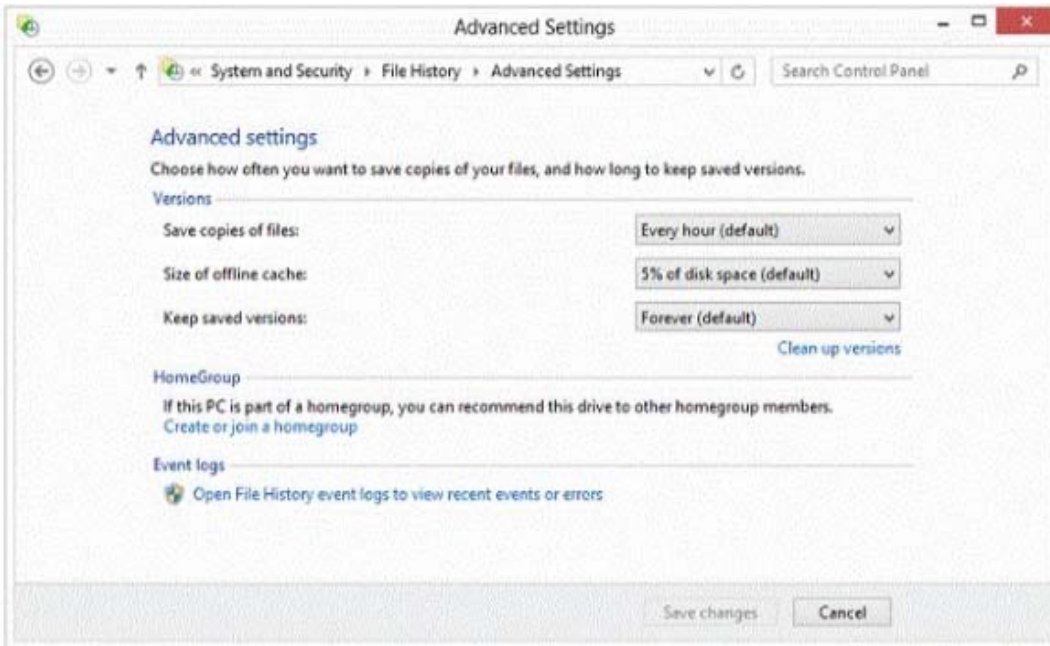 Advanced Settings
« System and Security ▸ File History ▸ Advanced Settings
Search Control Panel
Advanced settings
Choose how often you want to save copies of your files, and how long to keep saved versions.
Versions
Save copies of files: Every hour (default)
Size of offline cache: 5% of disk space (default)
Keep saved versions: Forever (default)
Clean up versions
HomeGroup
If this PC is part of a homegroup, you can recommend this drive to other homegroup members.
Create or join a homegroup
Event logs
Open File History event logs to view recent events or errors
Save changes Cancel